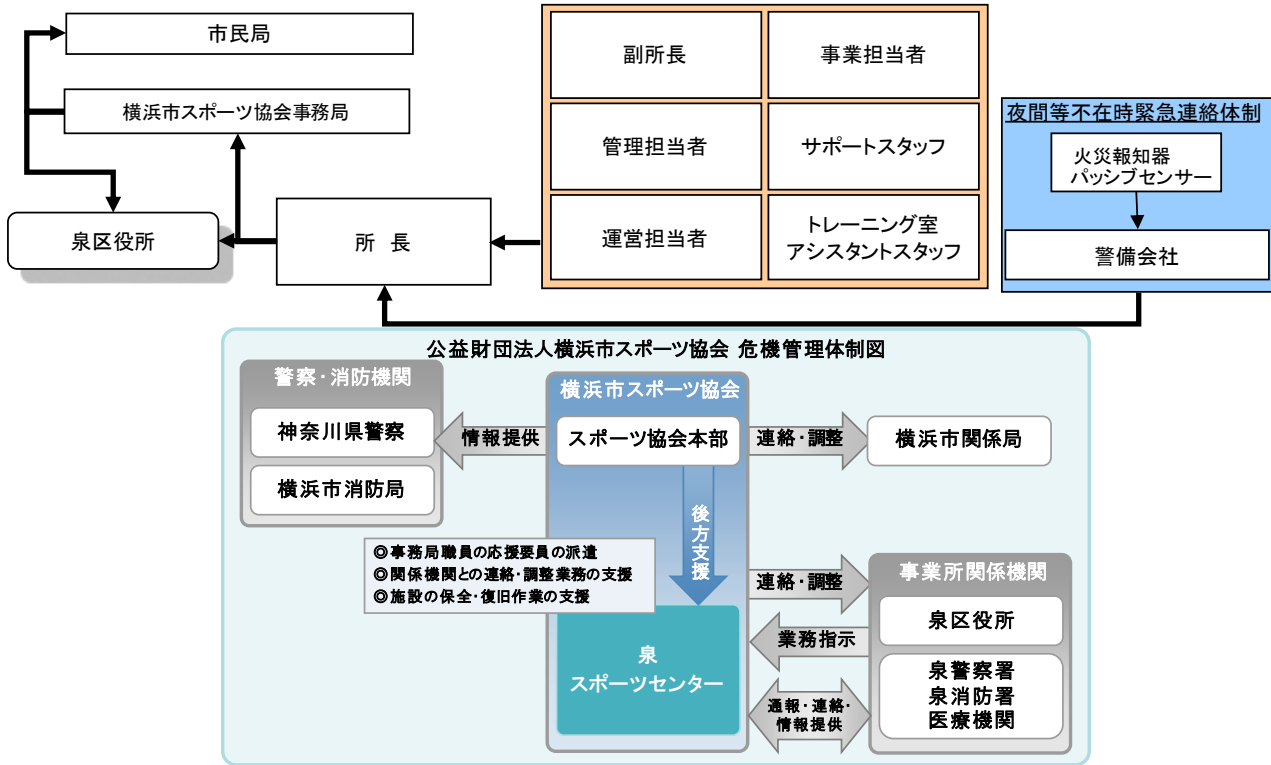 市民局
横浜市スポーツ協会事務局
泉区役所
所 長
副所長
事業担当者
管理担当者
サポートスタッフ
運営担当者
トレーニング室
アシスタントスタッフ
夜間等不在時緊急連絡体制
火災報知器
パッシブセンサー
警備会社
公益財団法人横浜市スポーツ協会 危機管理体制図
警察・消防機関
神奈川県警察
横浜市消防局
情報提供
横浜市スポーツ協会
スポーツ協会本部
連絡・調整
横浜市関係局
後方支援
◎事務局職員の応援要員の派遣
◎関係機関との連絡・調整業務の支援
◎施設の保全・復旧作業の支援
泉
スポーツセンター
連絡・調整
業務指示
通報・連絡・
情報提供
事業所関係機関
泉区役所
泉警察署
泉消防署
医療機関